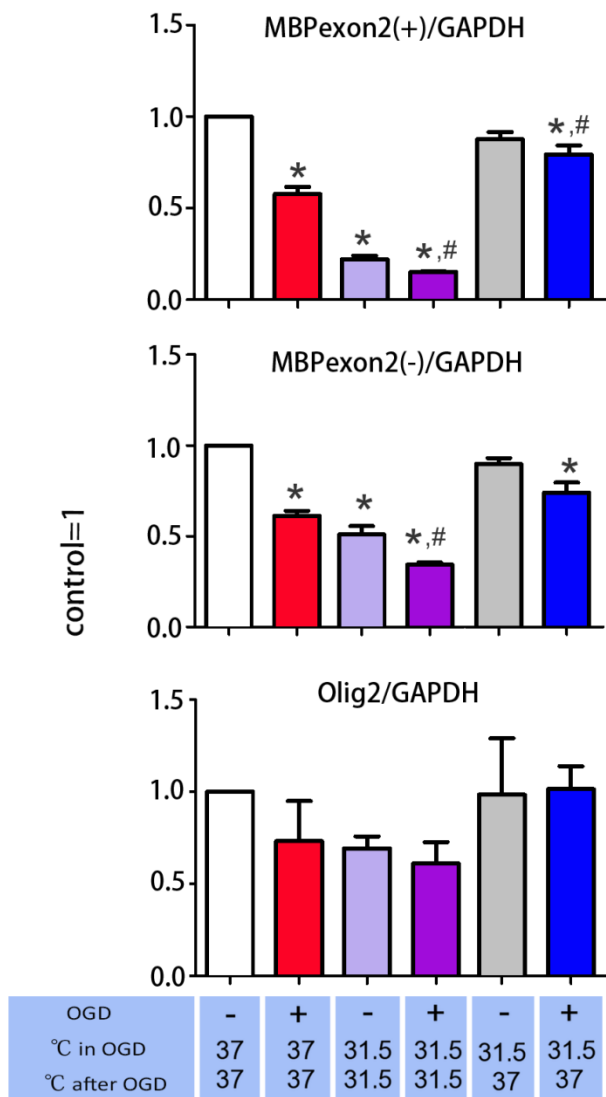 MBPexon2(+)/GAPDH
1.5
1.0
0.5
0.0
*
*
*,#
*,#
MBPexon2(-)/GAPDH
1.5
1.0
0.5
0.0
*
*
*,#
*
control=1
Olig2/GAPDH
1.5
1.0
0.5
0.0
OGD - + - + - +
℃ in OGD 37 37 31.5 31.5 31.5 31.5
℃ after OGD 37 37 31.5 31.5 37 37